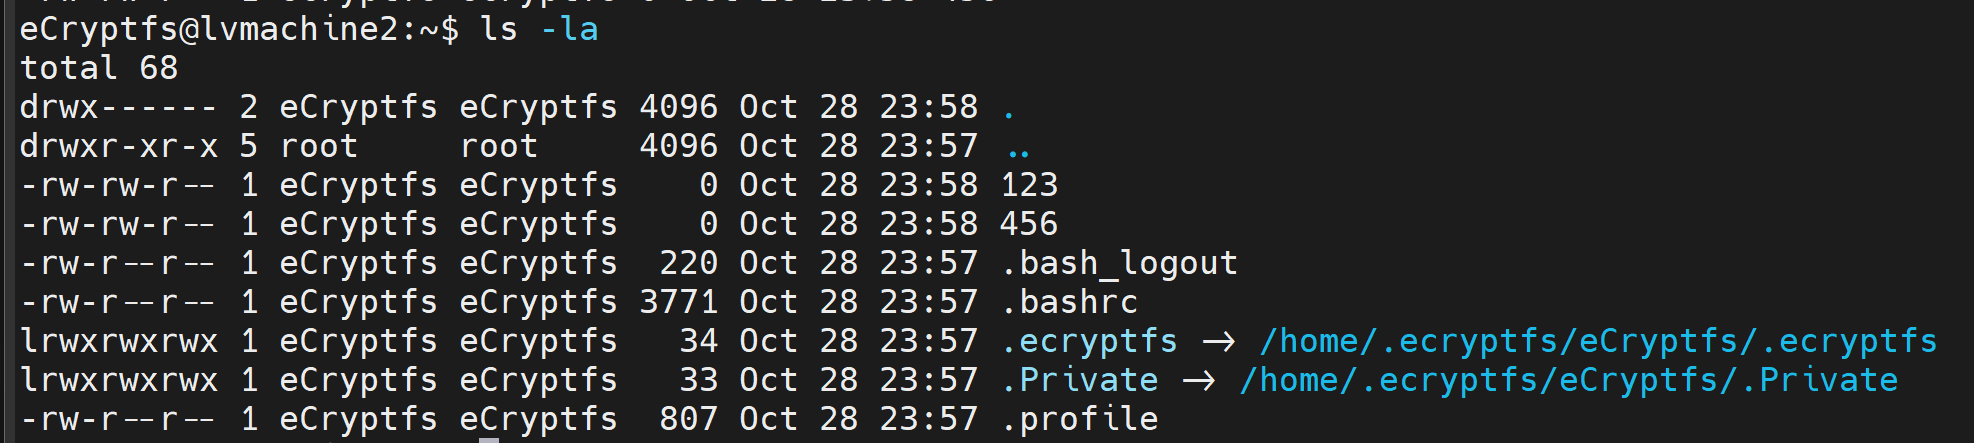 eCryptfs@lvmachine2:~$ ls -la
total 68
drwx------ 2 eCryptfs eCryptfs 4096 Oct 28 23:58 .
drwxr-xr-x 5 root     root     4096 Oct 28 23:57 ..
-rw-rw-r-- 1 eCryptfs eCryptfs    0 Oct 28 23:58 123
-rw-rw-r-- 1 eCryptfs eCryptfs    0 Oct 28 23:58 456
-rw-r--r-- 1 eCryptfs eCryptfs  220 Oct 28 23:57 .bash_logout
-rw-r--r-- 1 eCryptfs eCryptfs 3771 Oct 28 23:57 .bashrc
lrwxrwxrwx 1 eCryptfs eCryptfs   34 Oct 28 23:57 .ecryptfs -> /home/.ecryptfs/eCryptfs/.ecryptfs
lrwxrwxrwx 1 eCryptfs eCryptfs   33 Oct 28 23:57 .Private -> /home/.ecryptfs/eCryptfs/.Private
-rw-r--r-- 1 eCryptfs eCryptfs  807 Oct 28 23:57 .profile